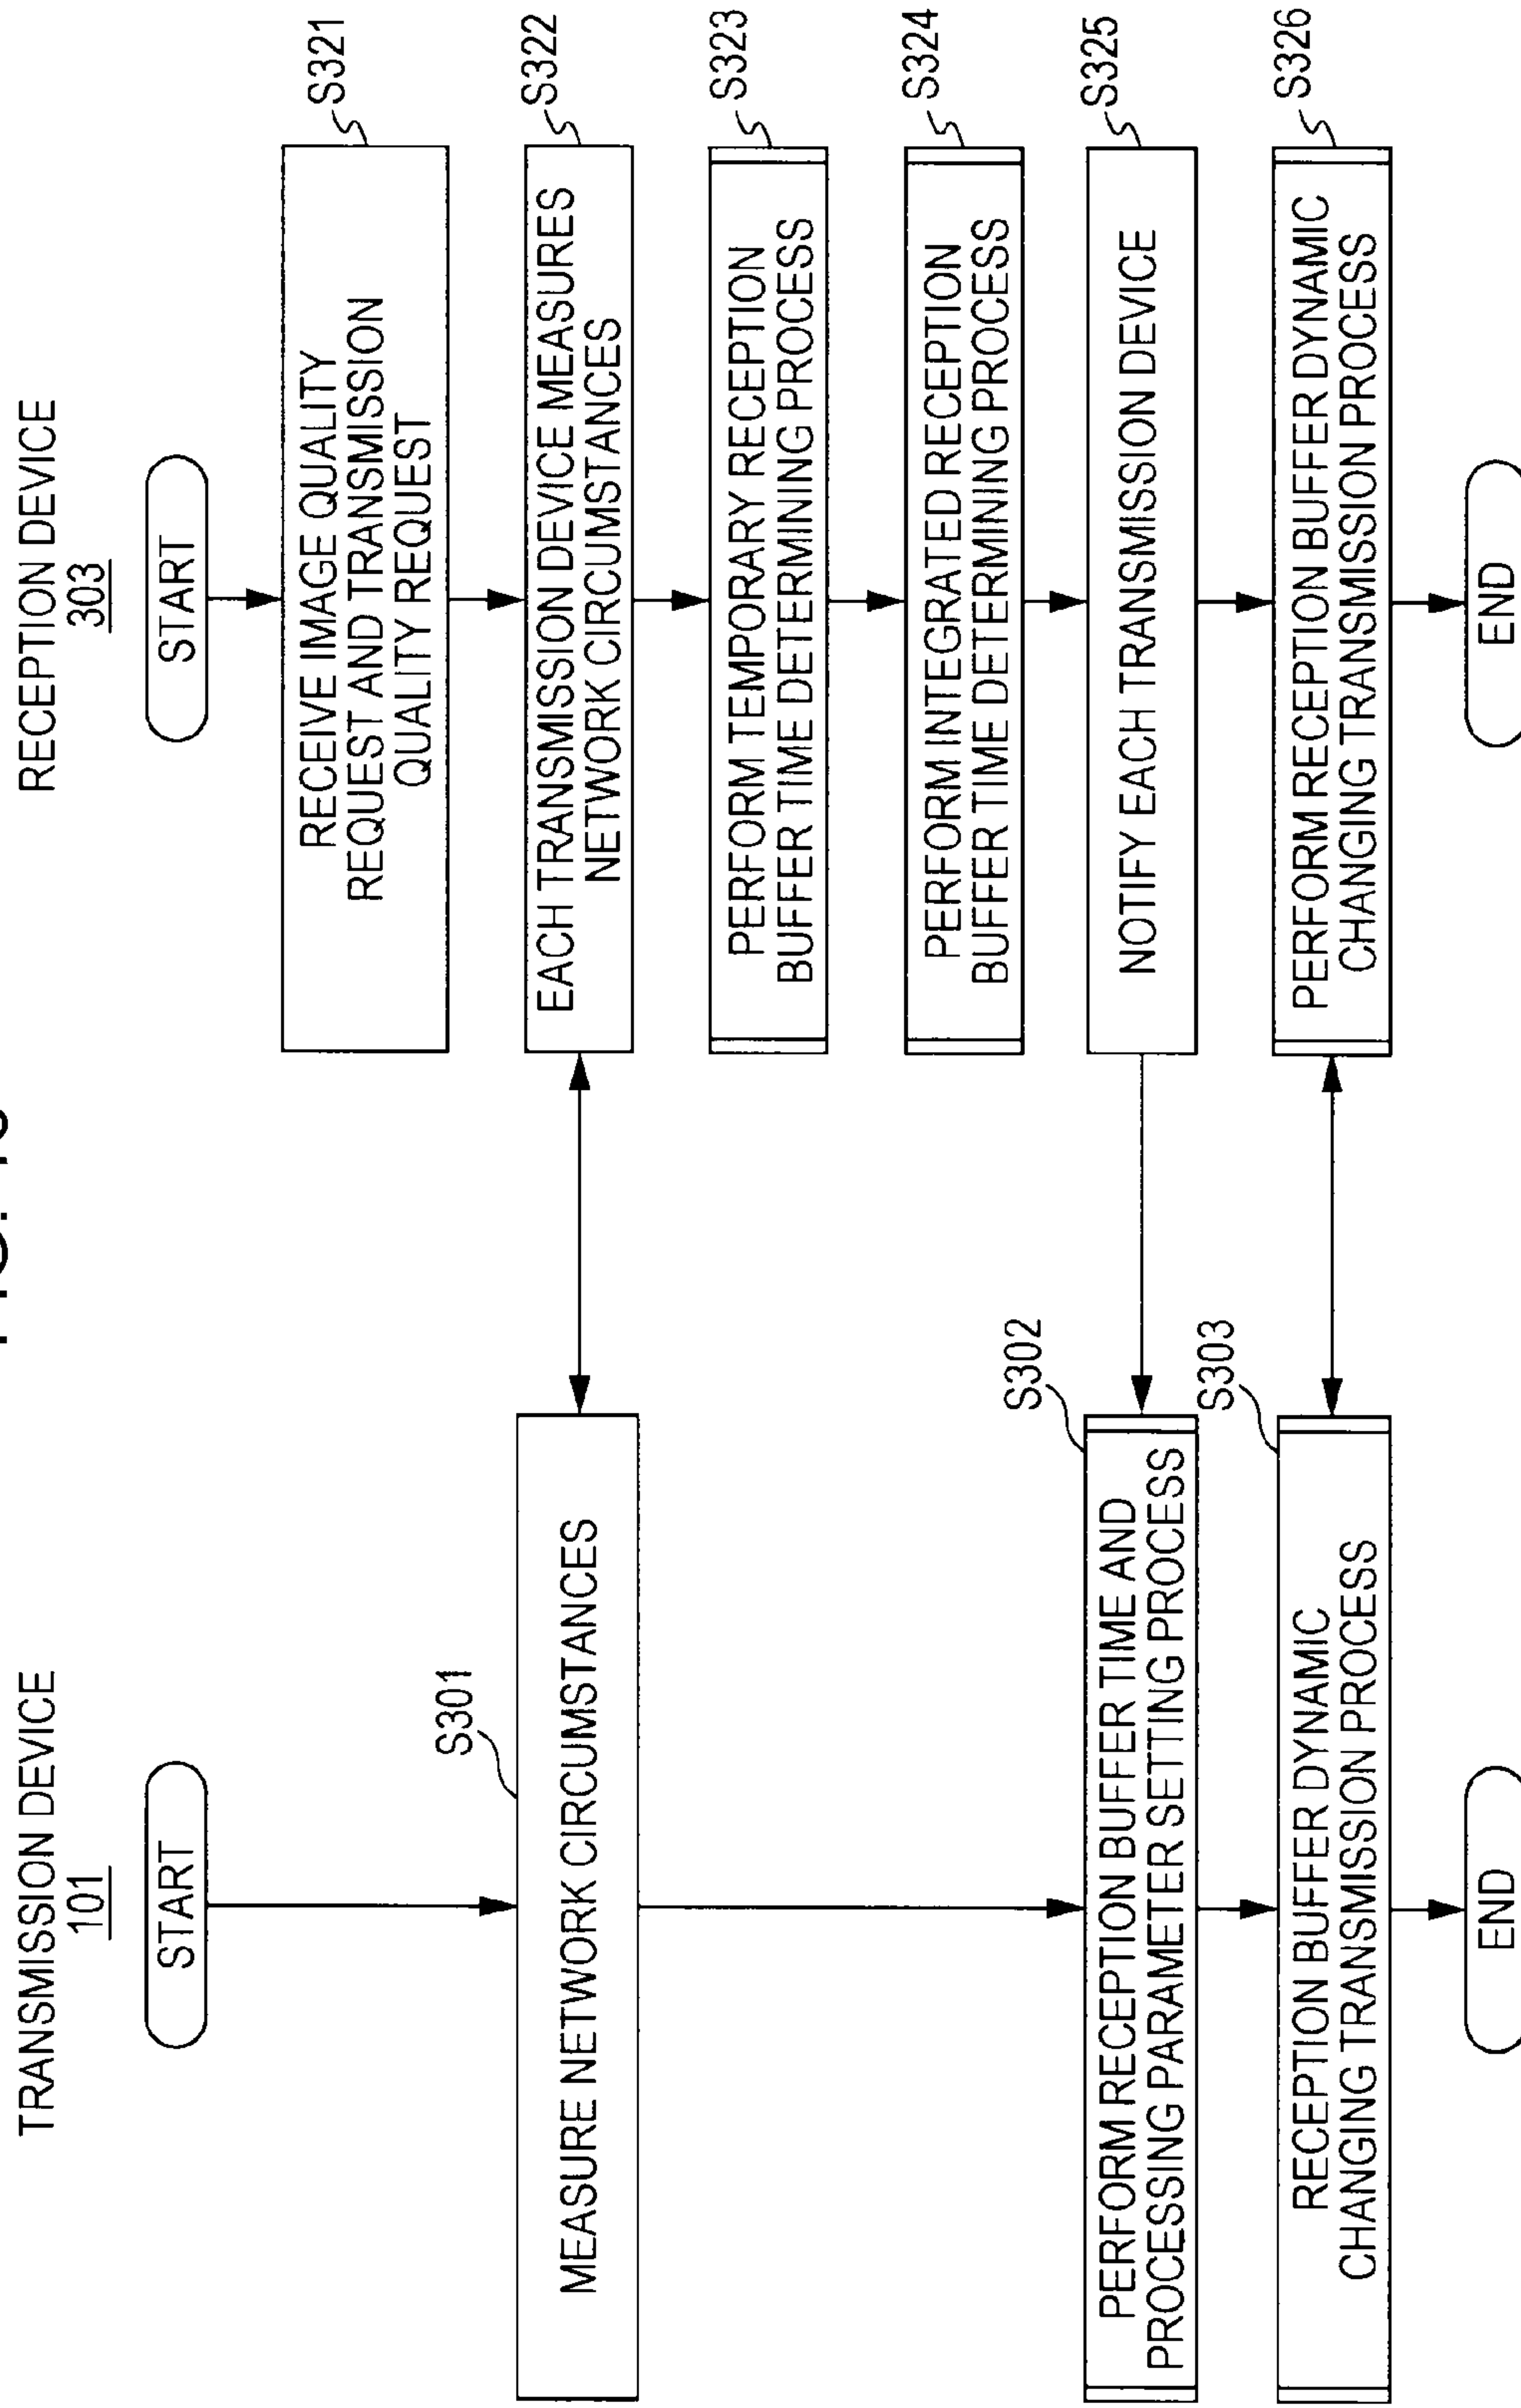 TRANSMISSION DEVICE
101
START
S301
MEASURE NETWORK CIRCUMSTANCES
S302
PERFORM RECEPTION BUFFER TIME AND
PROCESSING PARAMETER SETTING PROCESS
S303
RECEPTION BUFFER DYNAMIC
CHANGING TRANSMISSION PROCESS
END
RECEPTION DEVICE
303
START
S321
RECEIVE IMAGE QUALITY
REQUEST AND TRANSMISSION
QUALITY REQUEST
S322
EACH TRANSMISSION DEVICE MEASURES
NETWORK CIRCUMSTANCES
S323
PERFORM TEMPORARY RECEPTION
BUFFER TIME DETERMINING PROCESS
S324
PERFORM INTEGRATED RECEPTION
BUFFER TIME DETERMINING PROCESS
S325
NOTIFY EACH TRANSMISSION DEVICE
S326
PERFORM RECEPTION BUFFER DYNAMIC
CHANGING TRANSMISSION PROCESS
END